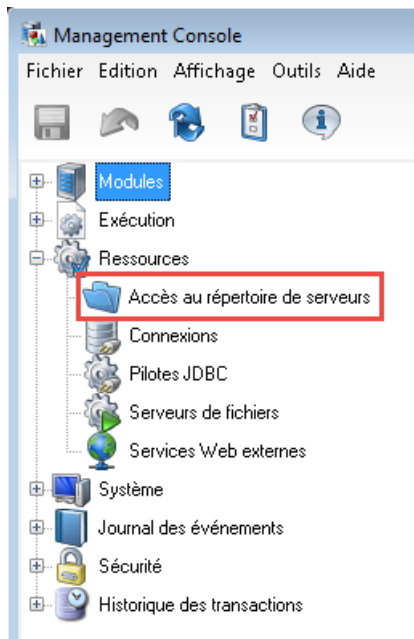 Management Console
Fichier Edition Affichage Outils Aide
Modules
Exécution
Ressources
Accès au répertoire de serveurs
Connexions
Pilotes JDBC
Serveurs de fichiers
Services Web externes
Système
Journal des événements
Sécurité
Historique des transactions